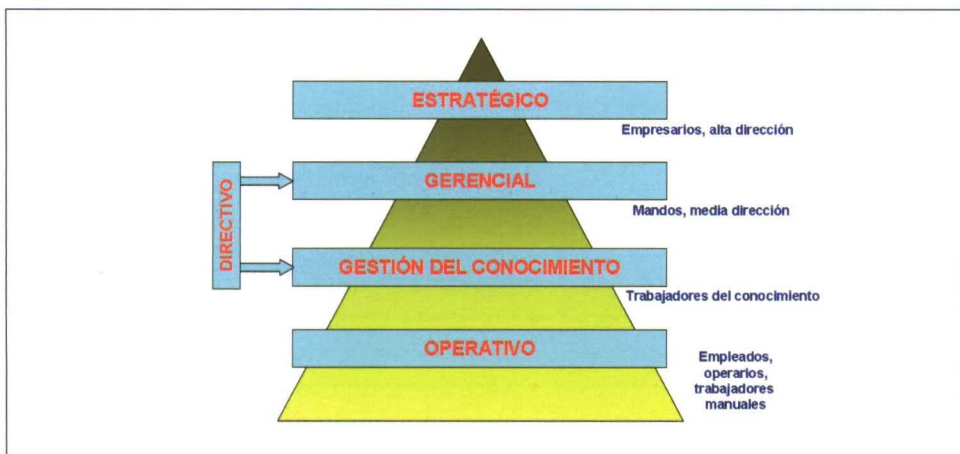 ESTRATÉGICO
Empresarios, alta dirección
DIRECTIVO
GERENCIAL
Mandos, media dirección
GESTIÓN DEL CONOCIMIENTO
Trabajadores del conocimiento
OPERATIVO
Empleados,
operarios,
trabajadores
manuales